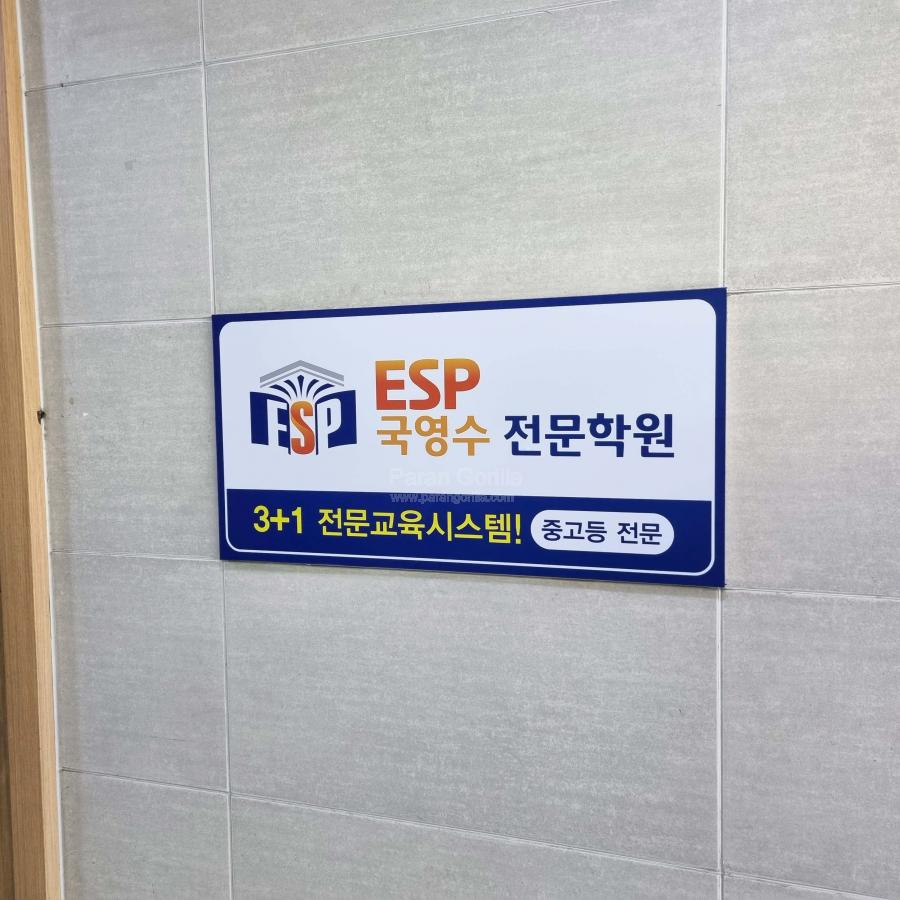 ESP
ESP
국영수 전문학원
Paran Gorilla
www.parangorilla.com
3+1 전문교육시스템! 중고등 전문